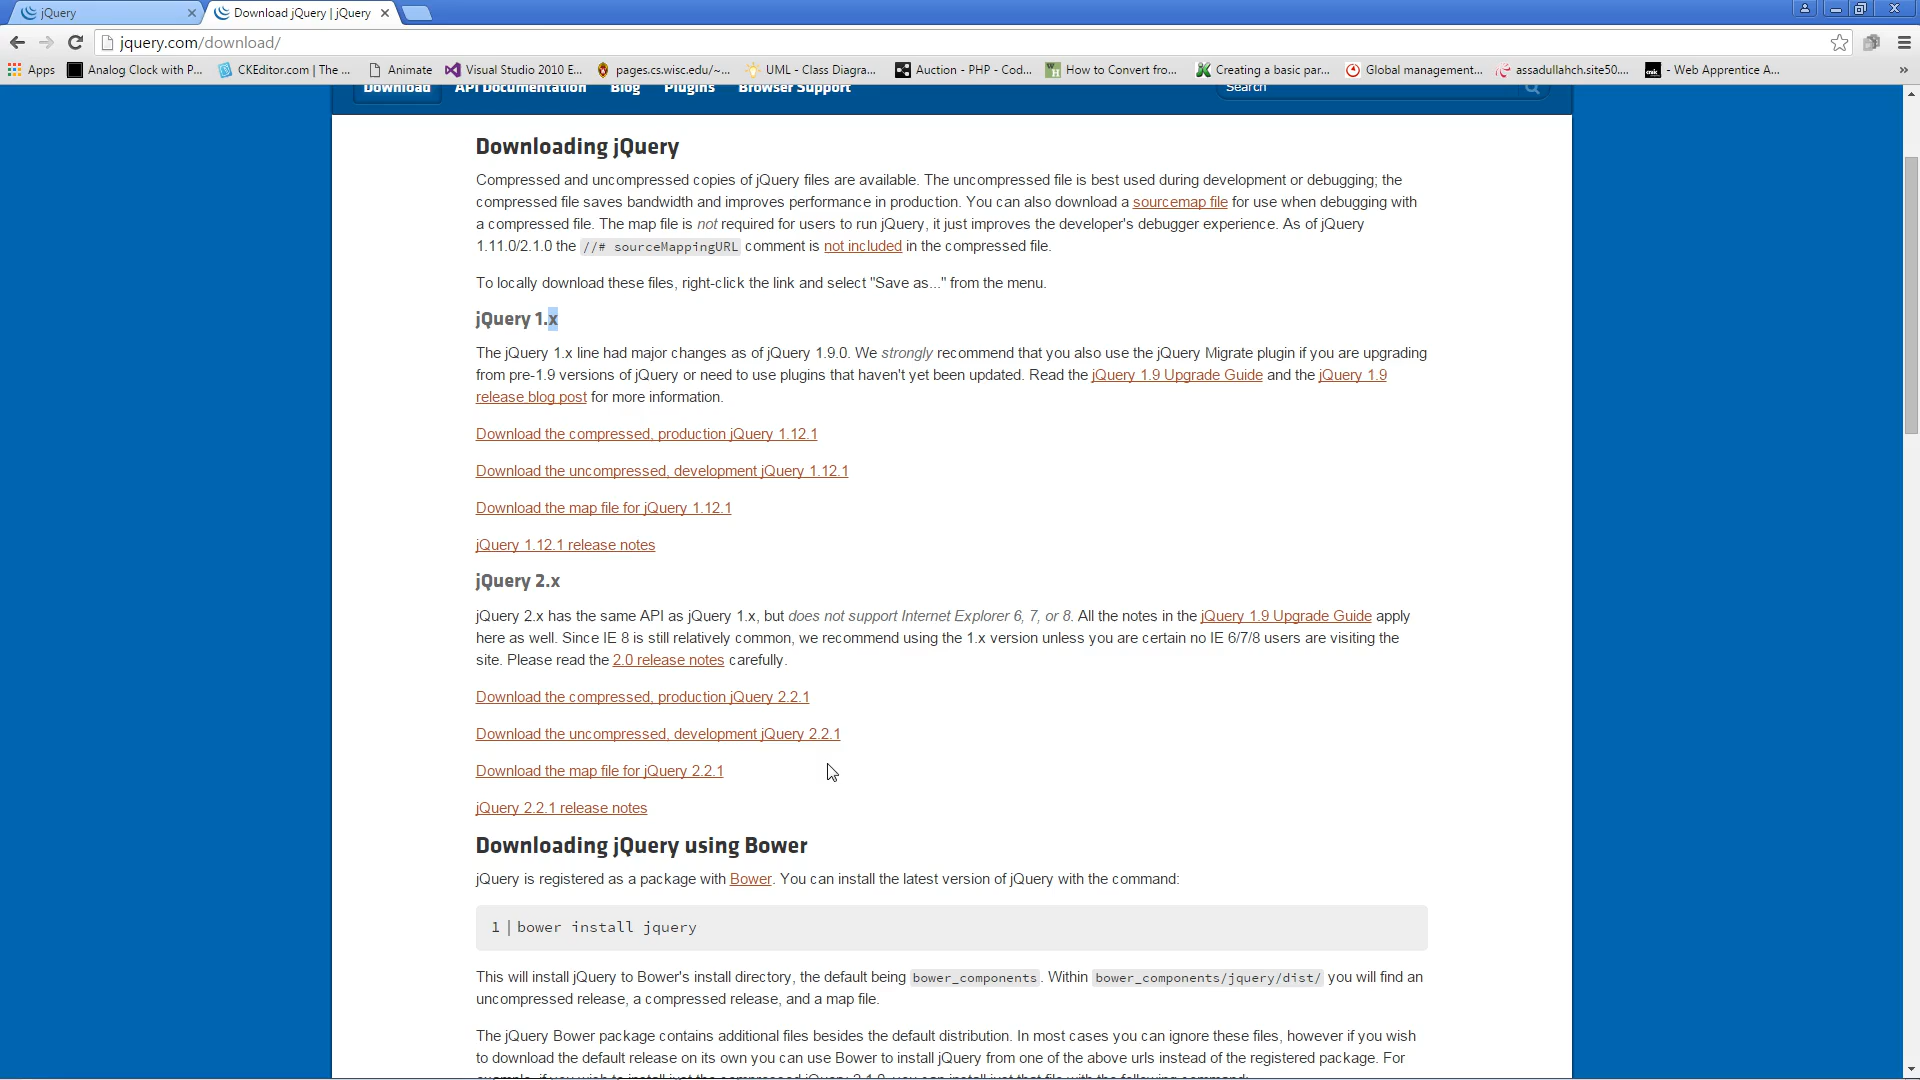 jQuery
Download jQuery | jQuery
jquery.com/download/
Apps Analog Clock with P... CKEditor.com | The ... Animate Visual Studio 2010 E... pages.cs.wisc.edu/~... UML - Class Diagra... Auction - PHP - Cod... How to Convert fro... Creating a basic par... Global management... assadullahch.site50.... - Web Apprentice A... »
Download API Documentation Blog Plugins Browser Support Search
Downloading jQuery
Compressed and uncompressed copies of jQuery files are available. The uncompressed file is best used during development or debugging; the
compressed file saves bandwidth and improves performance in production. You can also download a sourcemap file for use when debugging with
a compressed file. The map file is not required for users to run jQuery, it just improves the developer's debugger experience. As of jQuery
1.11.0/2.1.0 the //# sourceMappingURL comment is not included in the compressed file.
To locally download these files, right-click the link and select "Save as..." from the menu.
jQuery 1.x
The jQuery 1.x line had major changes as of jQuery 1.9.0. We strongly recommend that you also use the jQuery Migrate plugin if you are upgrading
from pre-1.9 versions of jQuery or need to use plugins that haven't yet been updated. Read the jQuery 1.9 Upgrade Guide and the jQuery 1.9
release blog post for more information.
Download the compressed, production jQuery 1.12.1
Download the uncompressed, development jQuery 1.12.1
Download the map file for jQuery 1.12.1
jQuery 1.12.1 release notes
jQuery 2.x
jQuery 2.x has the same API as jQuery 1.x, but does not support Internet Explorer 6, 7, or 8. All the notes in the jQuery 1.9 Upgrade Guide apply
here as well. Since IE 8 is still relatively common, we recommend using the 1.x version unless you are certain no IE 6/7/8 users are visiting the
site. Please read the 2.0 release notes carefully.
Download the compressed, production jQuery 2.2.1
Download the uncompressed, development jQuery 2.2.1
Download the map file for jQuery 2.2.1
jQuery 2.2.1 release notes
Downloading jQuery using Bower
jQuery is registered as a package with Bower. You can install the latest version of jQuery with the command:
1 | bower install jquery
This will install jQuery to Bower's install directory, the default being bower_components. Within bower_components/jquery/dist/ you will find an
uncompressed release, a compressed release, and a map file.
The jQuery Bower package contains additional files besides the default distribution. In most cases you can ignore these files, however if you wish
to download the default release on its own you can use Bower to install jQuery from one of the above urls instead of the registered package. For
example, if you wish to install just the compressed jQuery 2.1.0, you can install just that file with the following command: